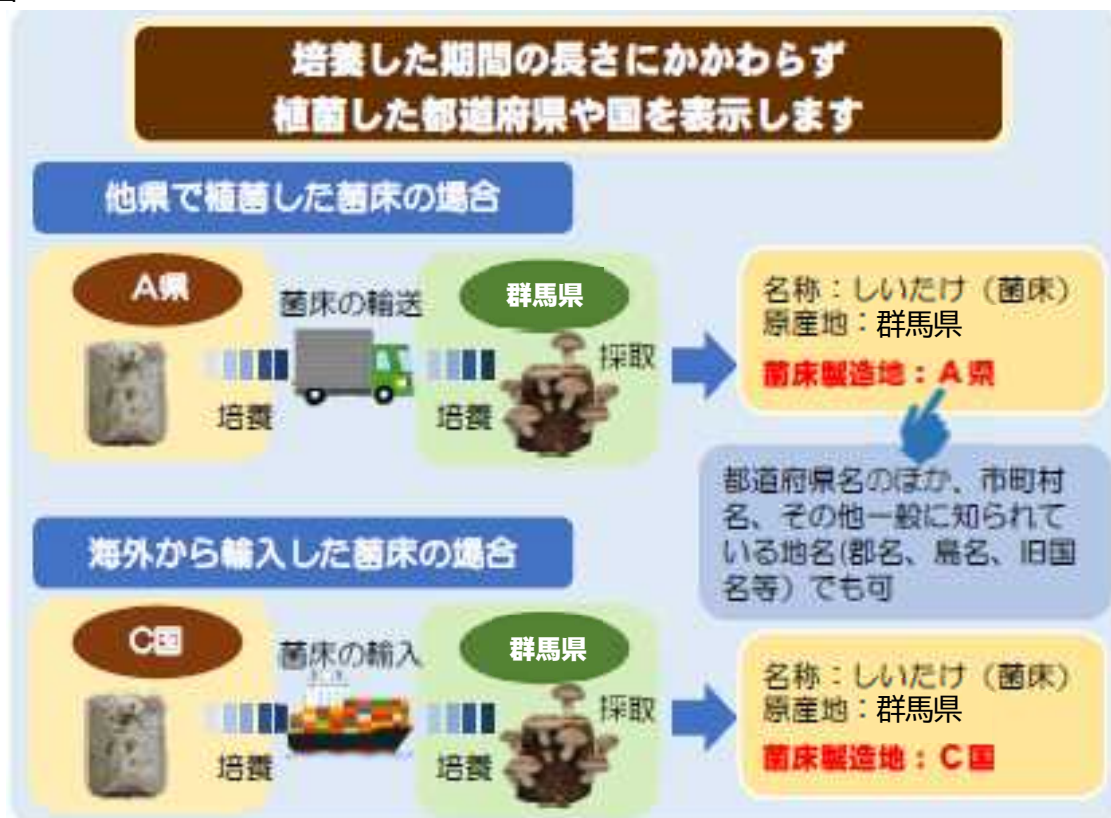 培養した期間の長さにかかわらず
植菌した都道府県や国を表示します
他県で植菌した菌床の場合
A県
菌床の輸送
群馬県
培養
培養
採取
名称：しいたけ（菌床）
原産地：群馬県
菌床製造地：A県
都道府県名のほか、市町村
名、その他一般に知られて
いる地名(郡名、島名、旧国
名等）でも可
海外から輸入した菌床の場合
C国
菌床の輸入
群馬県
培養
培養
採取
名称：しいたけ（菌床）
原産地：群馬県
菌床製造地：C国